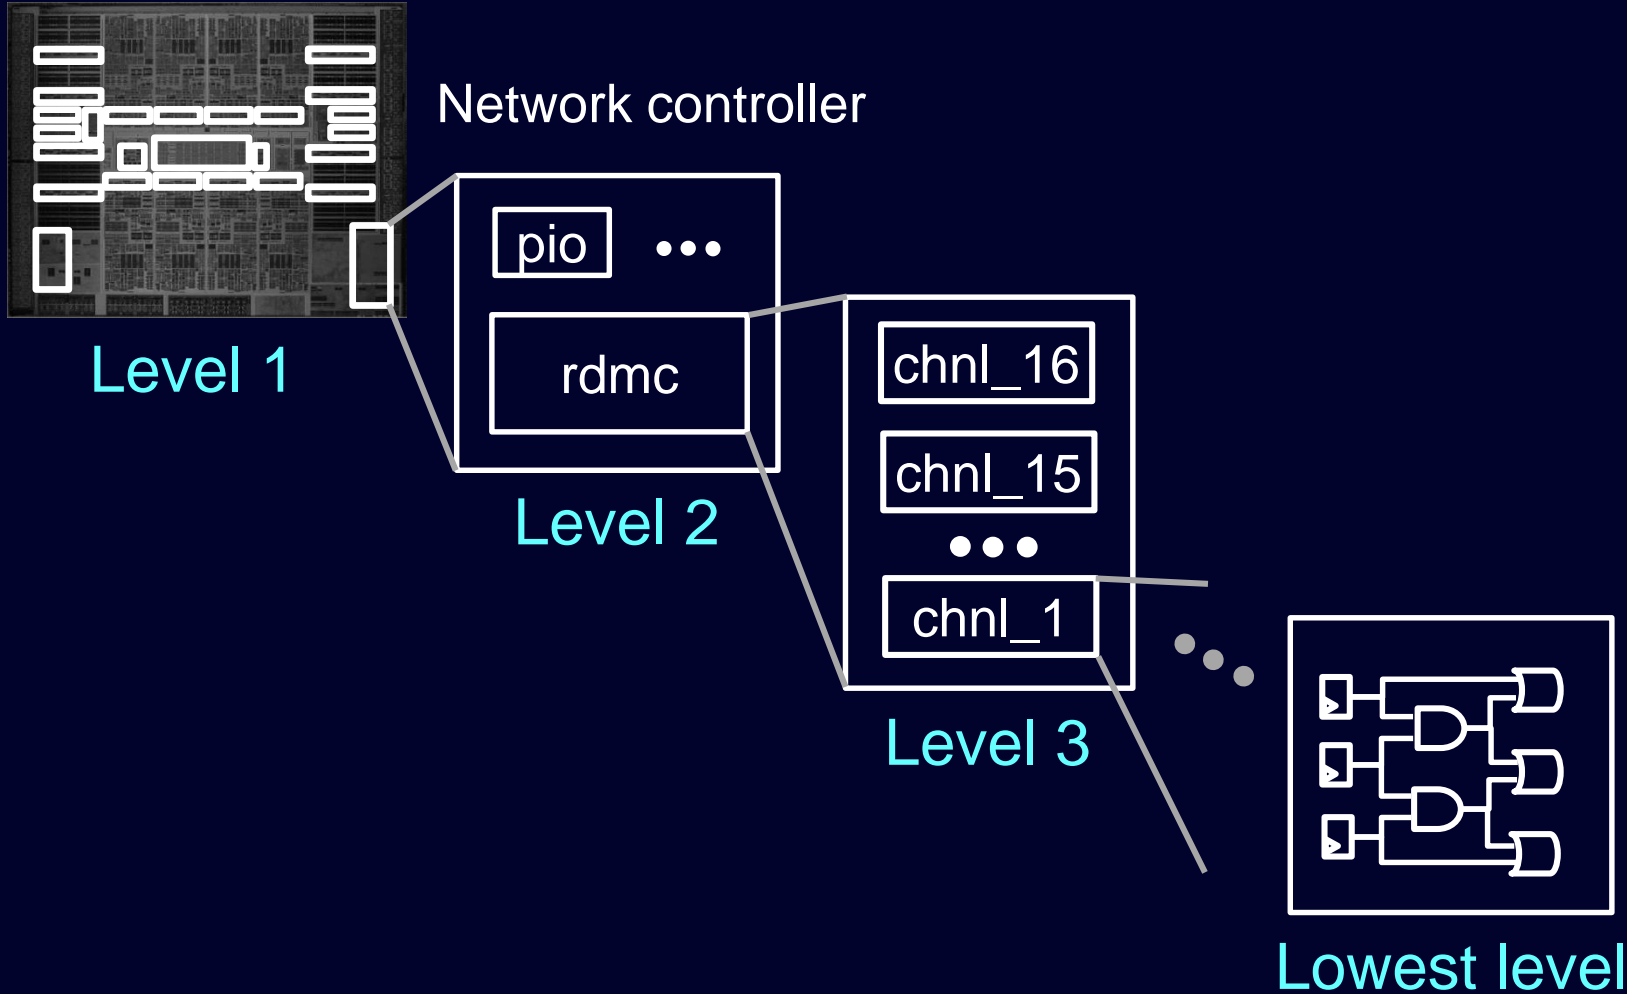 Network controller
pio
rdmc
Level 1
Level 2
chnl_16
chnl_15
chnl_1
Level 3
Lowest level